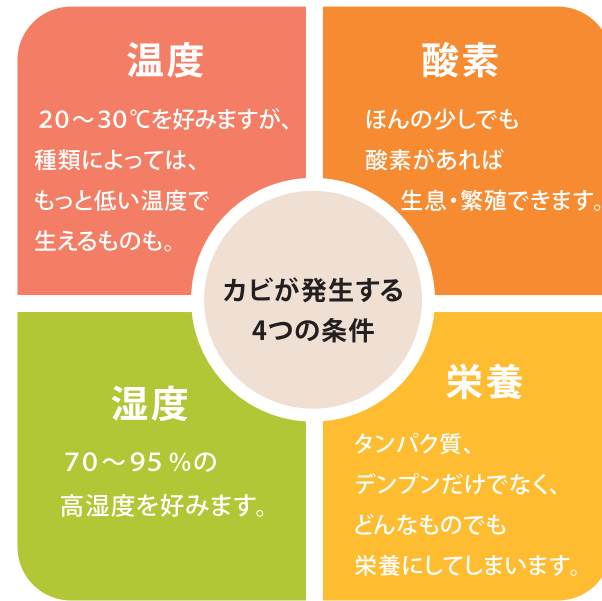 温度
20～30℃を好みますが、
種類によっては、
もっと低い温度で
生えるものも。
酸素
ほんの少しでも
酸素があれば
生息・繁殖できます。
カビが発生する
4つの条件
湿度
70～95%の
高湿度を好みます。
栄養
タンパク質、
デンプンだけでなく、
どんなものでも
栄養にしてしまいます。